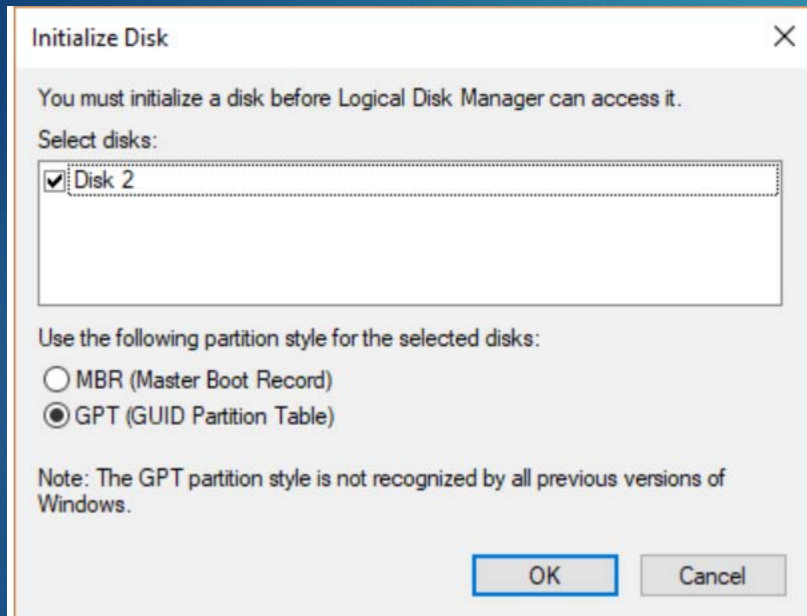 Initialize Disk
You must initialize a disk before Logical Disk Manager can access it.
Select disks:
Disk 2
Use the following partition style for the selected disks:
MBR (Master Boot Record)
GPT (GUID Partition Table)
Note: The GPT partition style is not recognized by all previous versions of
Windows.
OK
Cancel